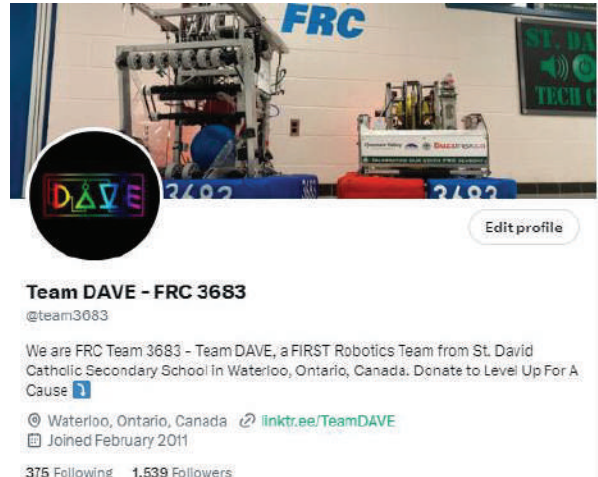 FRC
ST. DA
TECH C
3683
3683
DAVE
Edit profile
Team DAVE - FRC 3683
@team3683
We are FRC Team 3683 - Team DAVE, a FIRST Robotics Team from St. David
Catholic Secondary School in Waterloo, Ontario, Canada. Donate to Level Up For A
Cause ⤵️
Waterloo, Ontario, Canada linktr.ee/TeamDAVE
Joined February 2011
375 Following 1,539 Followers